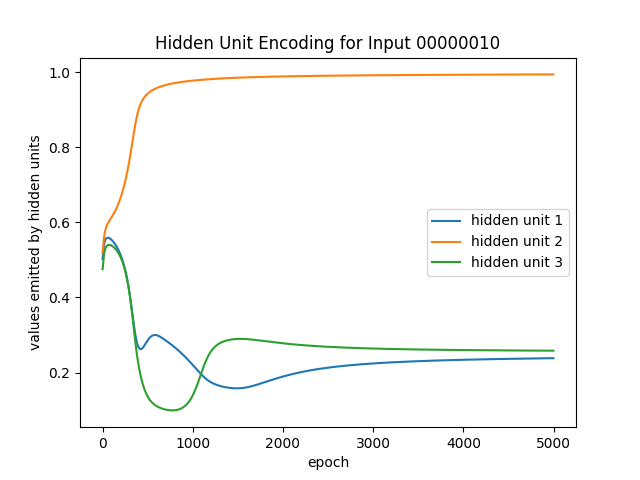 Hidden Unit Encoding for Input 00000010
values emitted by hidden units
1.0
0.8
0.6
0.4
0.2
hidden unit 1
hidden unit 2
hidden unit 3
0 1000 2000 3000 4000 5000
epoch